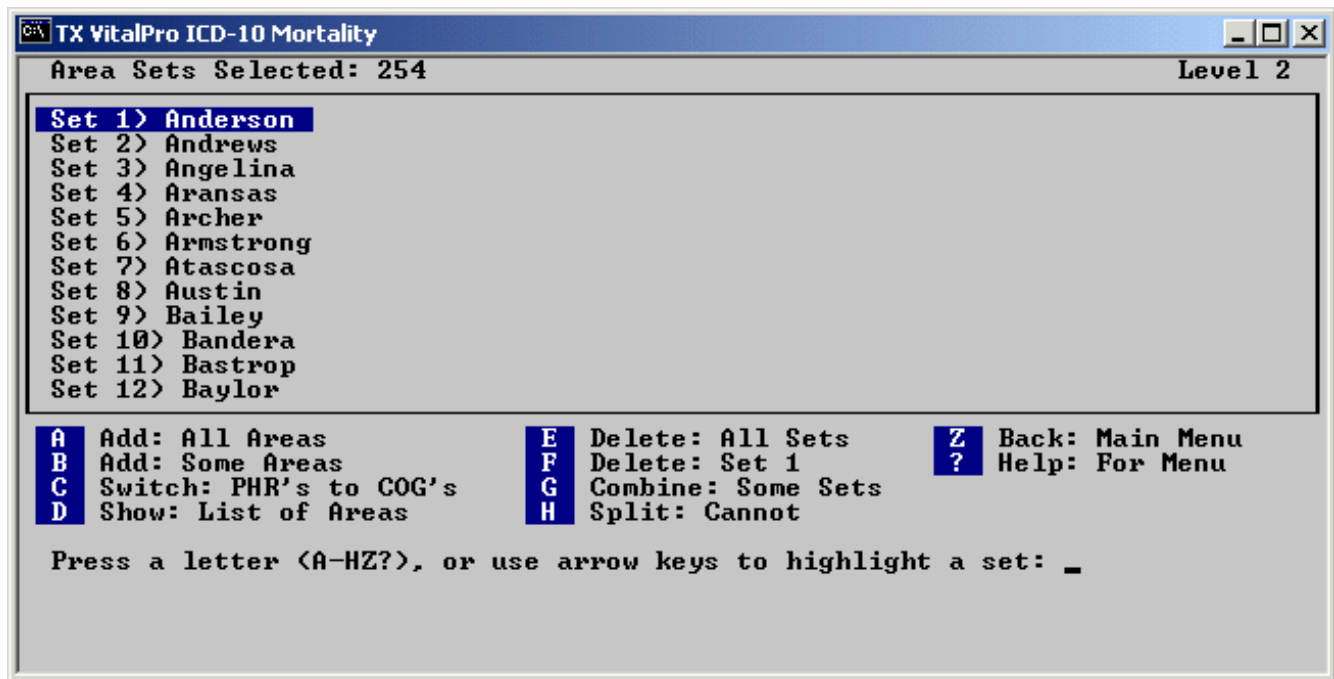 TX VitalPro ICD-10 Mortality
Area Sets Selected: 254 Level 2
Set 1> Anderson
Set 2> Andrews
Set 3> Angelina
Set 4> Aransas
Set 5> Archer
Set 6> Armstrong
Set 7> Atascosa
Set 8> Austin
Set 9> Bailey
Set 10> Bandera
Set 11> Bastrop
Set 12> Baylor
A Add: All Areas E Delete: All Sets Z Back: Main Menu
B Add: Some Areas F Delete: Set 1 ? Help: For Menu
C Switch: PHR's to COG's G Combine: Some Sets
D Show: List of Areas H Split: Cannot
Press a letter (A-HZ?), or use arrow keys to highlight a set: _